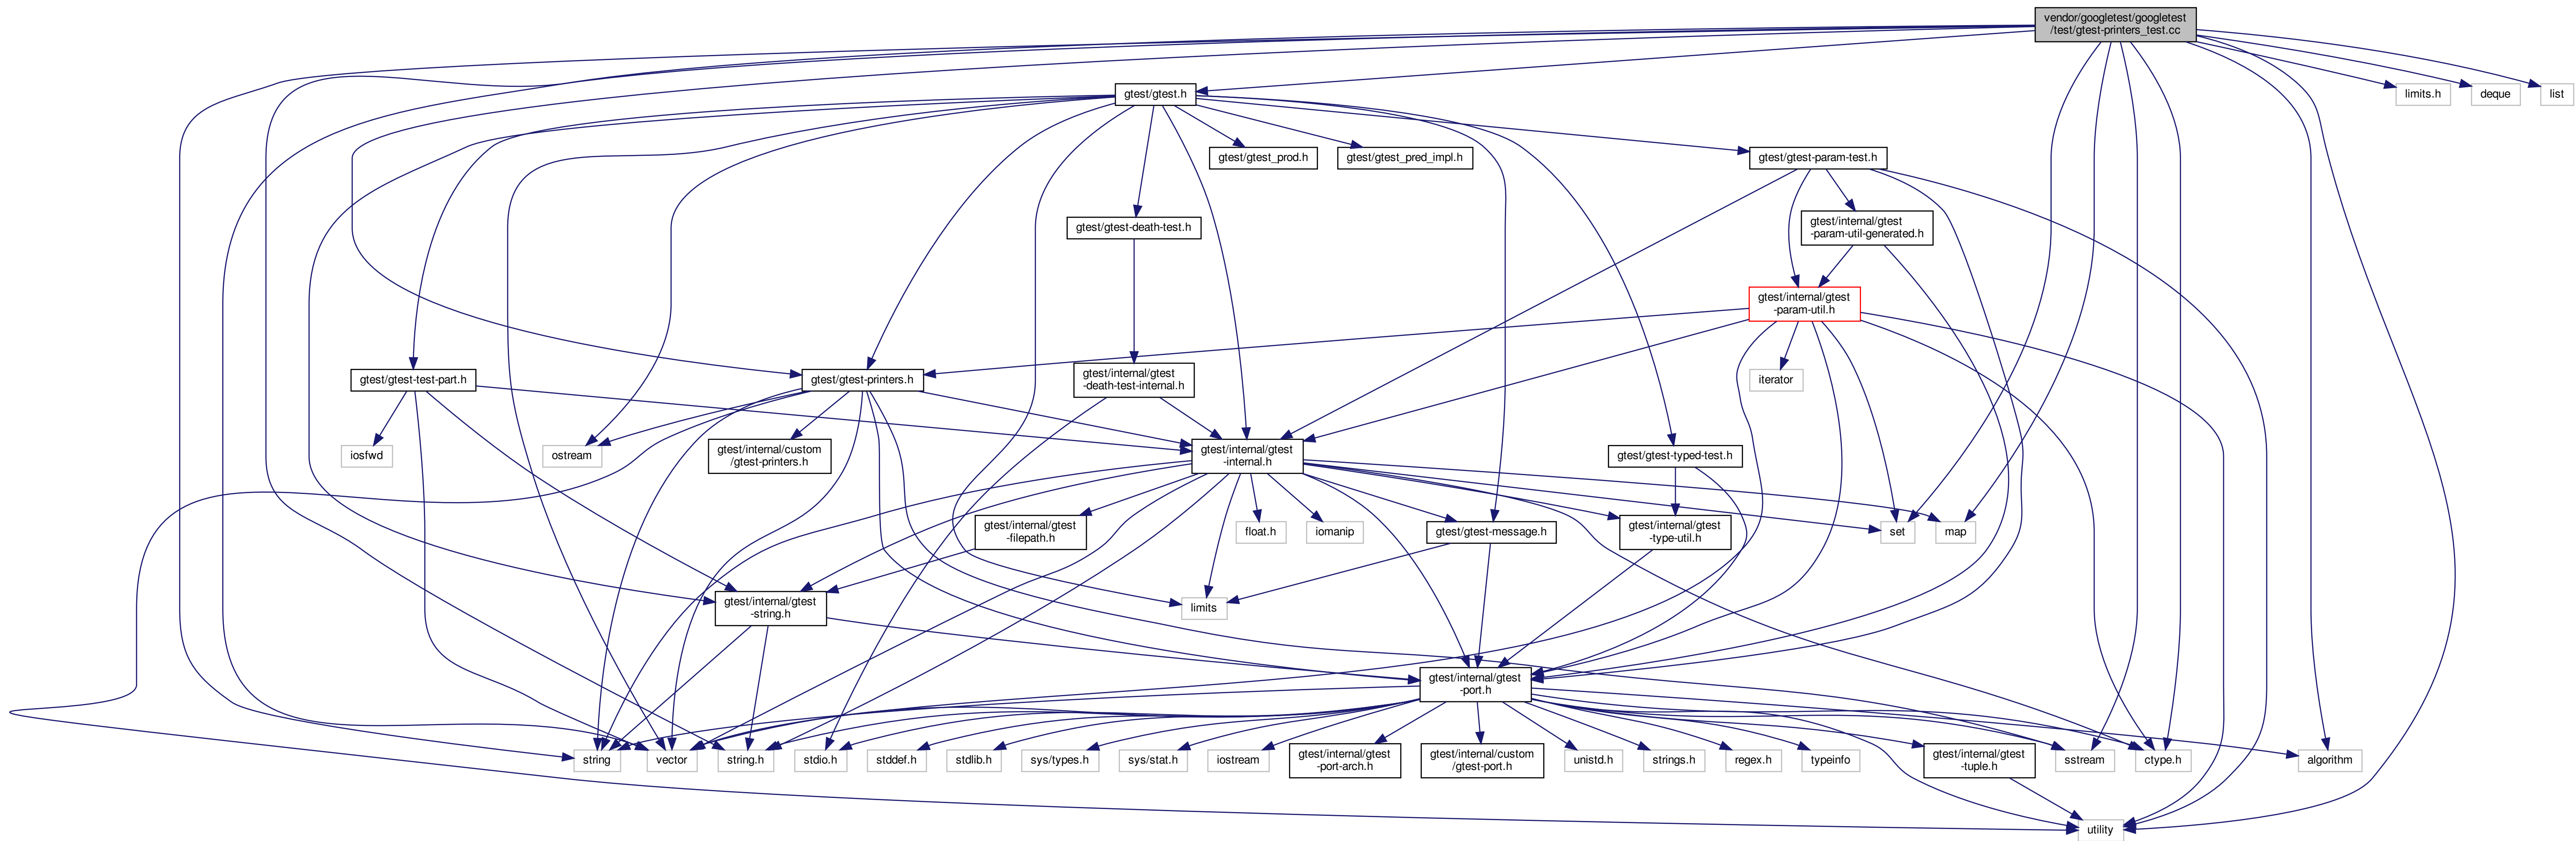 vendor/googletest/googletest
/test/gtest-printers_test.cc
gtest/gtest.h
limits.h
deque
list
gtest/gtest_prod.h
gtest/gtest_pred_impl.h
gtest/gtest-param-test.h
gtest/gtest-death-test.h
gtest/internal/gtest
-param-util-generated.h
gtest/internal/gtest
-param-util.h
gtest/gtest-test-part.h
gtest/gtest-printers.h
gtest/internal/gtest
-death-test-internal.h
iterator
iosfwd
ostream
gtest/internal/custom
/gtest-printers.h
gtest/internal/gtest
-internal.h
gtest/gtest-typed-test.h
gtest/internal/gtest
-filepath.h
float.h
iomanip
gtest/gtest-message.h
gtest/internal/gtest
-type-util.h
set
map
gtest/internal/gtest
-string.h
limits
gtest/internal/gtest
-port.h
string
vector
string.h
stdio.h
stddef.h
stdlib.h
sys/types.h
sys/stat.h
iostream
gtest/internal/gtest
-port-arch.h
gtest/internal/custom
/gtest-port.h
unistd.h
strings.h
regex.h
typeinfo
gtest/internal/gtest
-tuple.h
sstream
ctype.h
algorithm
utility